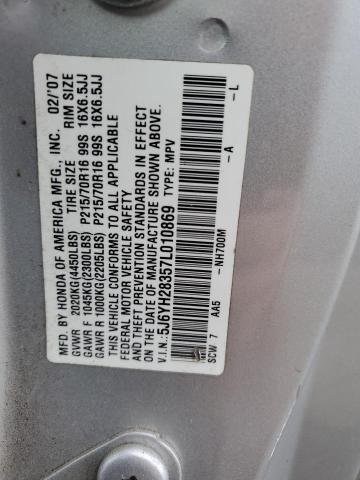 MFD. BY HONDA OF AMERICA MFG., INC. 02/'07
GVWR 2020KG(4450LBS) TIRE SIZE RIM SIZE
GAWR F 1045KG(2300LBS) P215/70R16 99S 16X6.5JJ
GAWR R 1000KG(2205LBS) P215/70R16 99S 16X6.5JJ
THIS VEHICLE CONFORMS TO ALL APPLICABLE
FEDERAL MOTOR VEHICLE SAFETY
AND THEFT PREVENTION STANDARDS IN EFFECT
ON THE DATE OF MANUFACTURE SHOWN ABOVE.
V.I.N.: 5J6YH28357L010869 TYPE: MPV
SCW 7 AA5 -NH700M -A -L